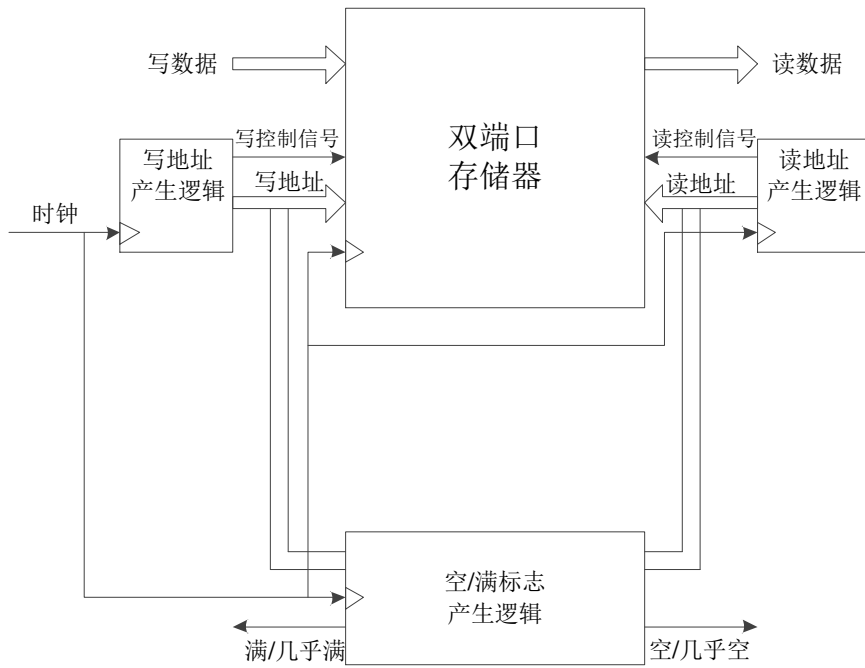 写数据
读数据
写控制信号
双端口
存储器
读控制信号
写地址
产生逻辑
写地址
读地址
读地址
产生逻辑
时钟
空/满标志
产生逻辑
满/几乎满
空/几乎空